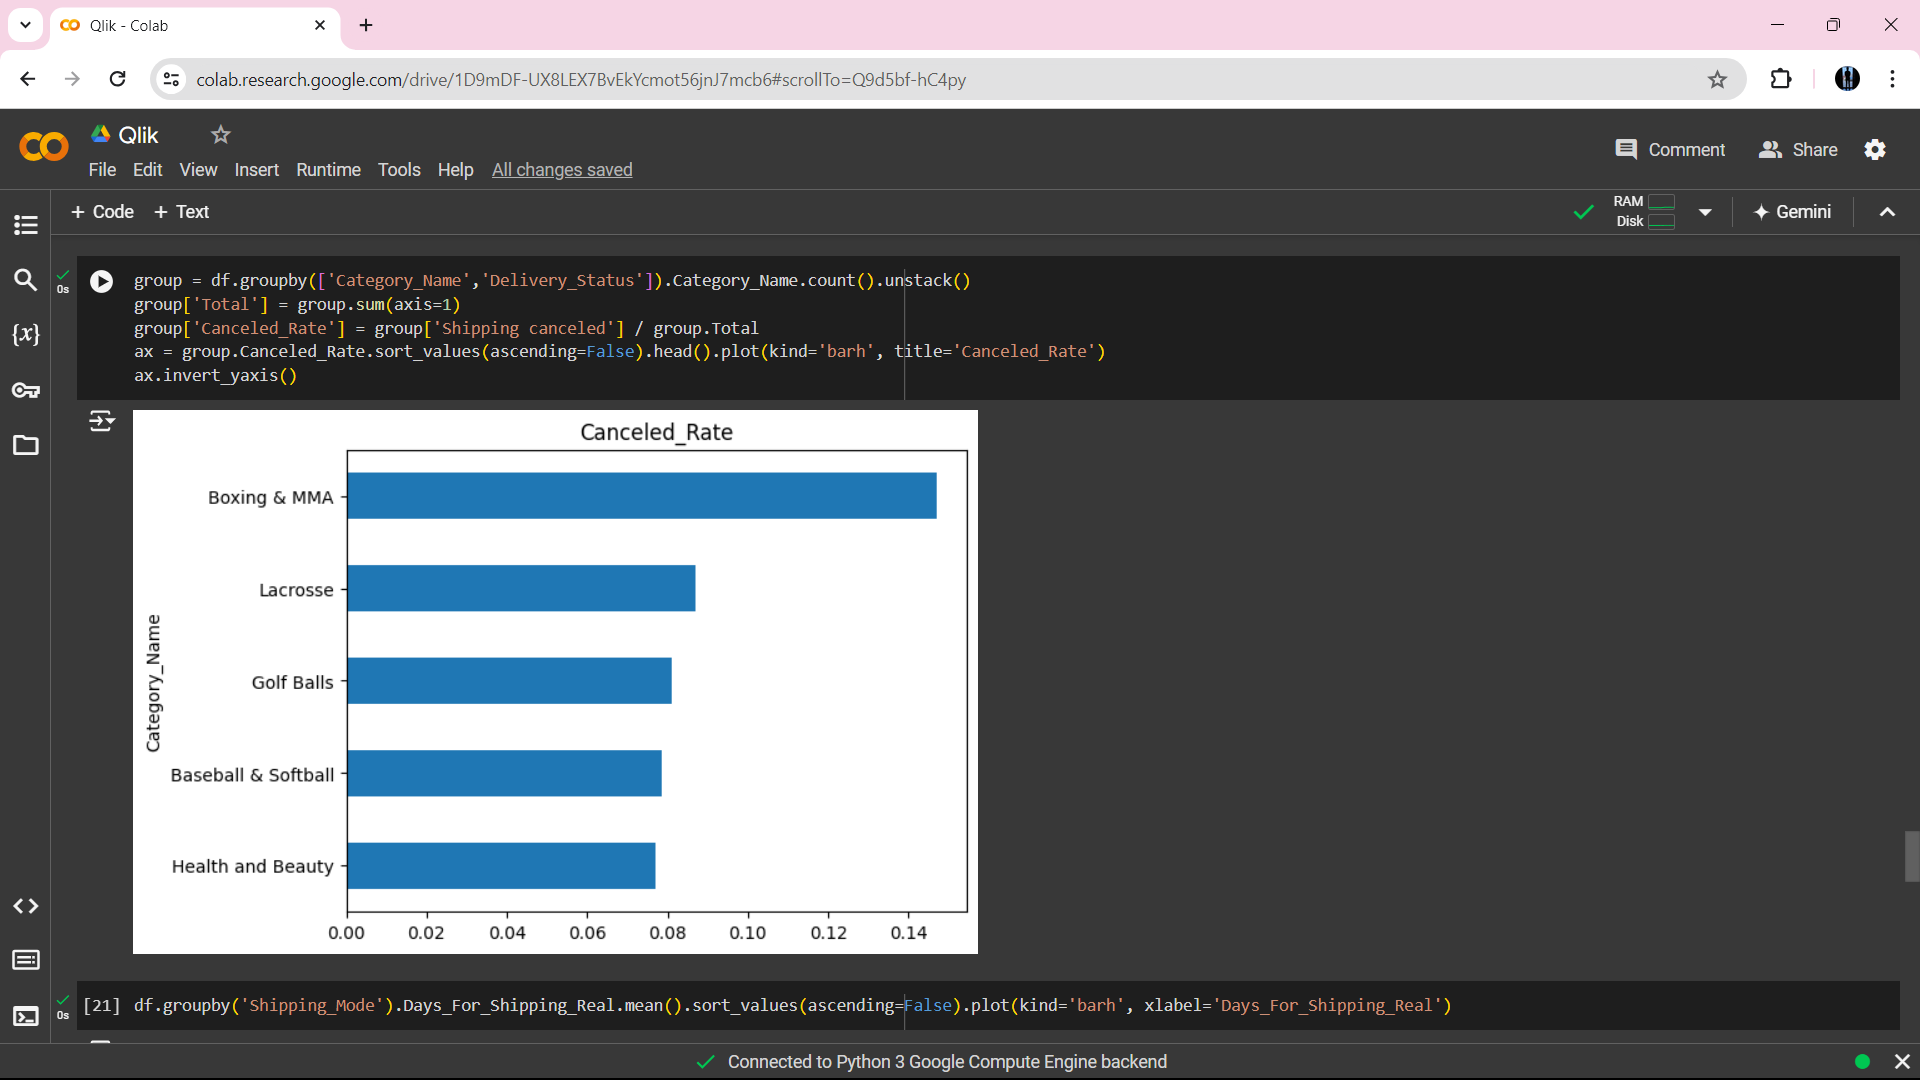 Qlik - Colab
colab.research.google.com/drive/1D9mDF-UX8LEX7BvEkYcmot56jnJ7mcb6#scrollTo=Q9d5bf-hC4py
Qlik
File Edit View Insert Runtime Tools Help All changes saved
Comment Share
+ Code + Text
RAM
Disk
Gemini
0s
group = df.groupby(['Category_Name','Delivery_Status']).Category_Name.count().unstack()
group['Total'] = group.sum(axis=1)
group['Canceled_Rate'] = group['Shipping canceled'] / group.Total
ax = group.Canceled_Rate.sort_values(ascending=False).head().plot(kind='barh', title='Canceled_Rate')
ax.invert_yaxis()
Canceled_Rate
Category_Name
Boxing & MMA
Lacrosse
Golf Balls
Baseball & Softball
Health and Beauty
0.00 0.02 0.04 0.06 0.08 0.10 0.12 0.14
0s
[21] df.groupby('Shipping_Mode').Days_For_Shipping_Real.mean().sort_values(ascending=False).plot(kind='barh', xlabel='Days_For_Shipping_Real')
Connected to Python 3 Google Compute Engine backend